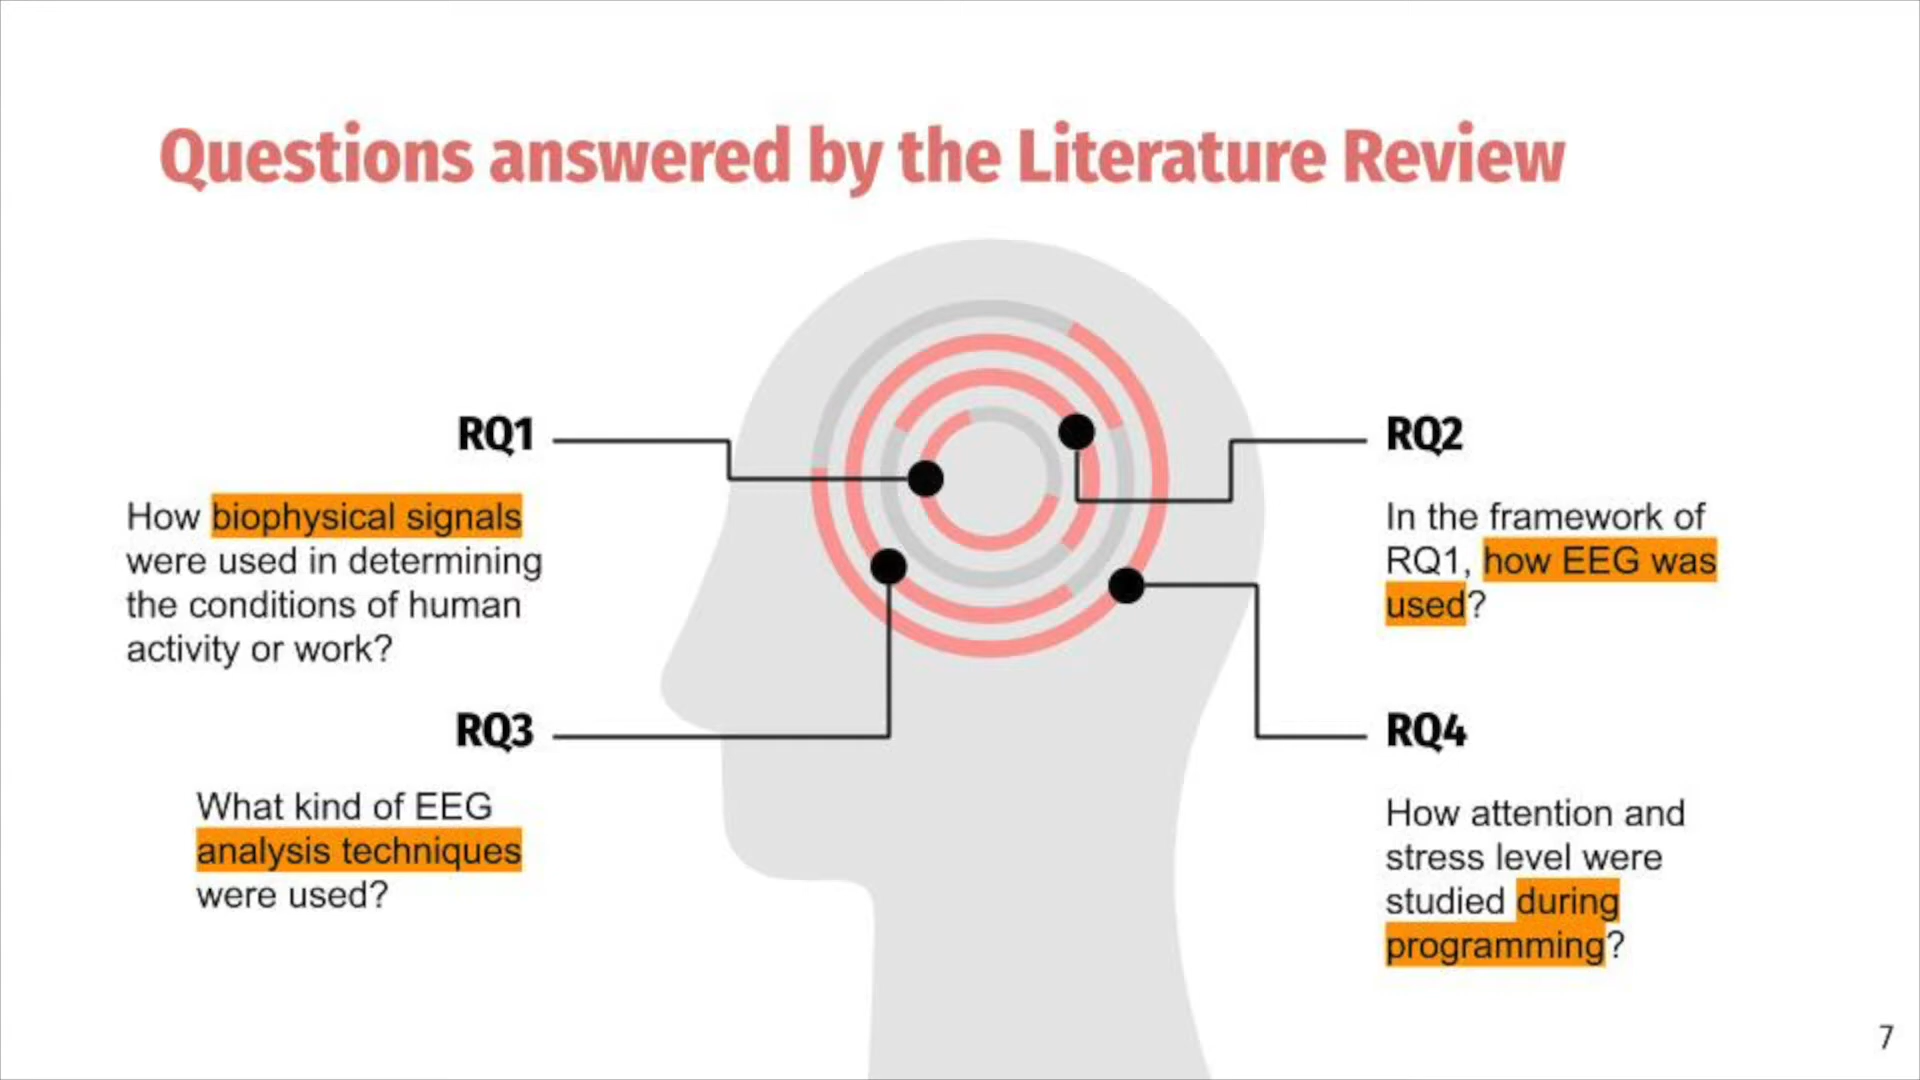 Questions answered by the Literature Review
RQ1
How biophysical signals
were used in determining
the conditions of human
activity or work?
RQ2
In the framework of
RQ1, how EEG was
used?
RQ3
What kind of EEG
analysis techniques
were used?
RQ4
How attention and
stress level were
studied during
programming?
7